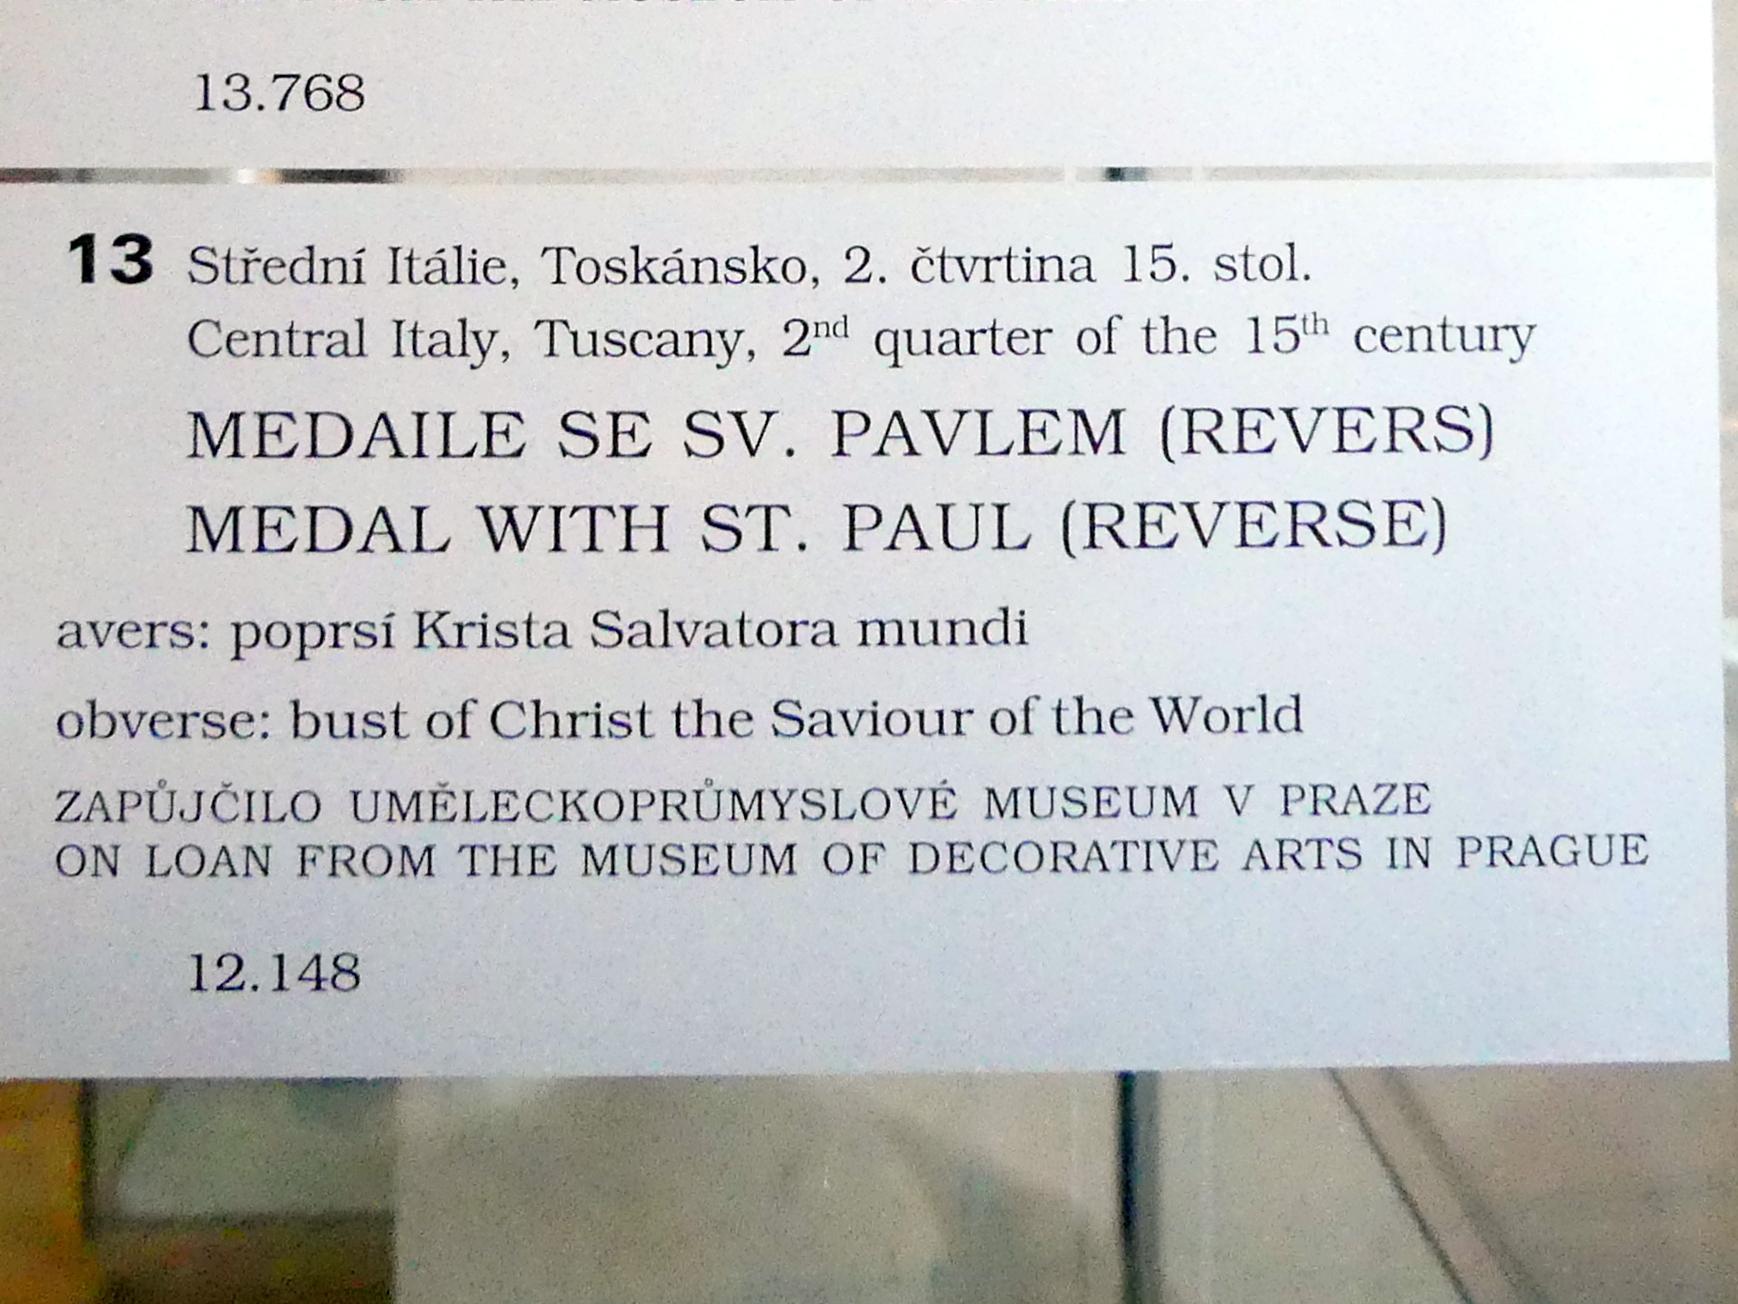 13.768
13 Střední Itálie, Toskánsko, 2. čtvrtina 15. stol.
Central Italy, Tuscany, 2nd quarter of the 15th century
MEDAILE SE SV. PAVLEM (REVERS)
MEDAL WITH ST. PAUL (REVERSE)
avers: poprsí Krista Salvatora mundi
obverse: bust of Christ the Saviour of the World
ZAPŮJČILO UMĚLECKOPRŮMYSLOVÉ MUSEUM V PRAZE
ON LOAN FROM THE MUSEUM OF DECORATIVE ARTS IN PRAGUE
12.148